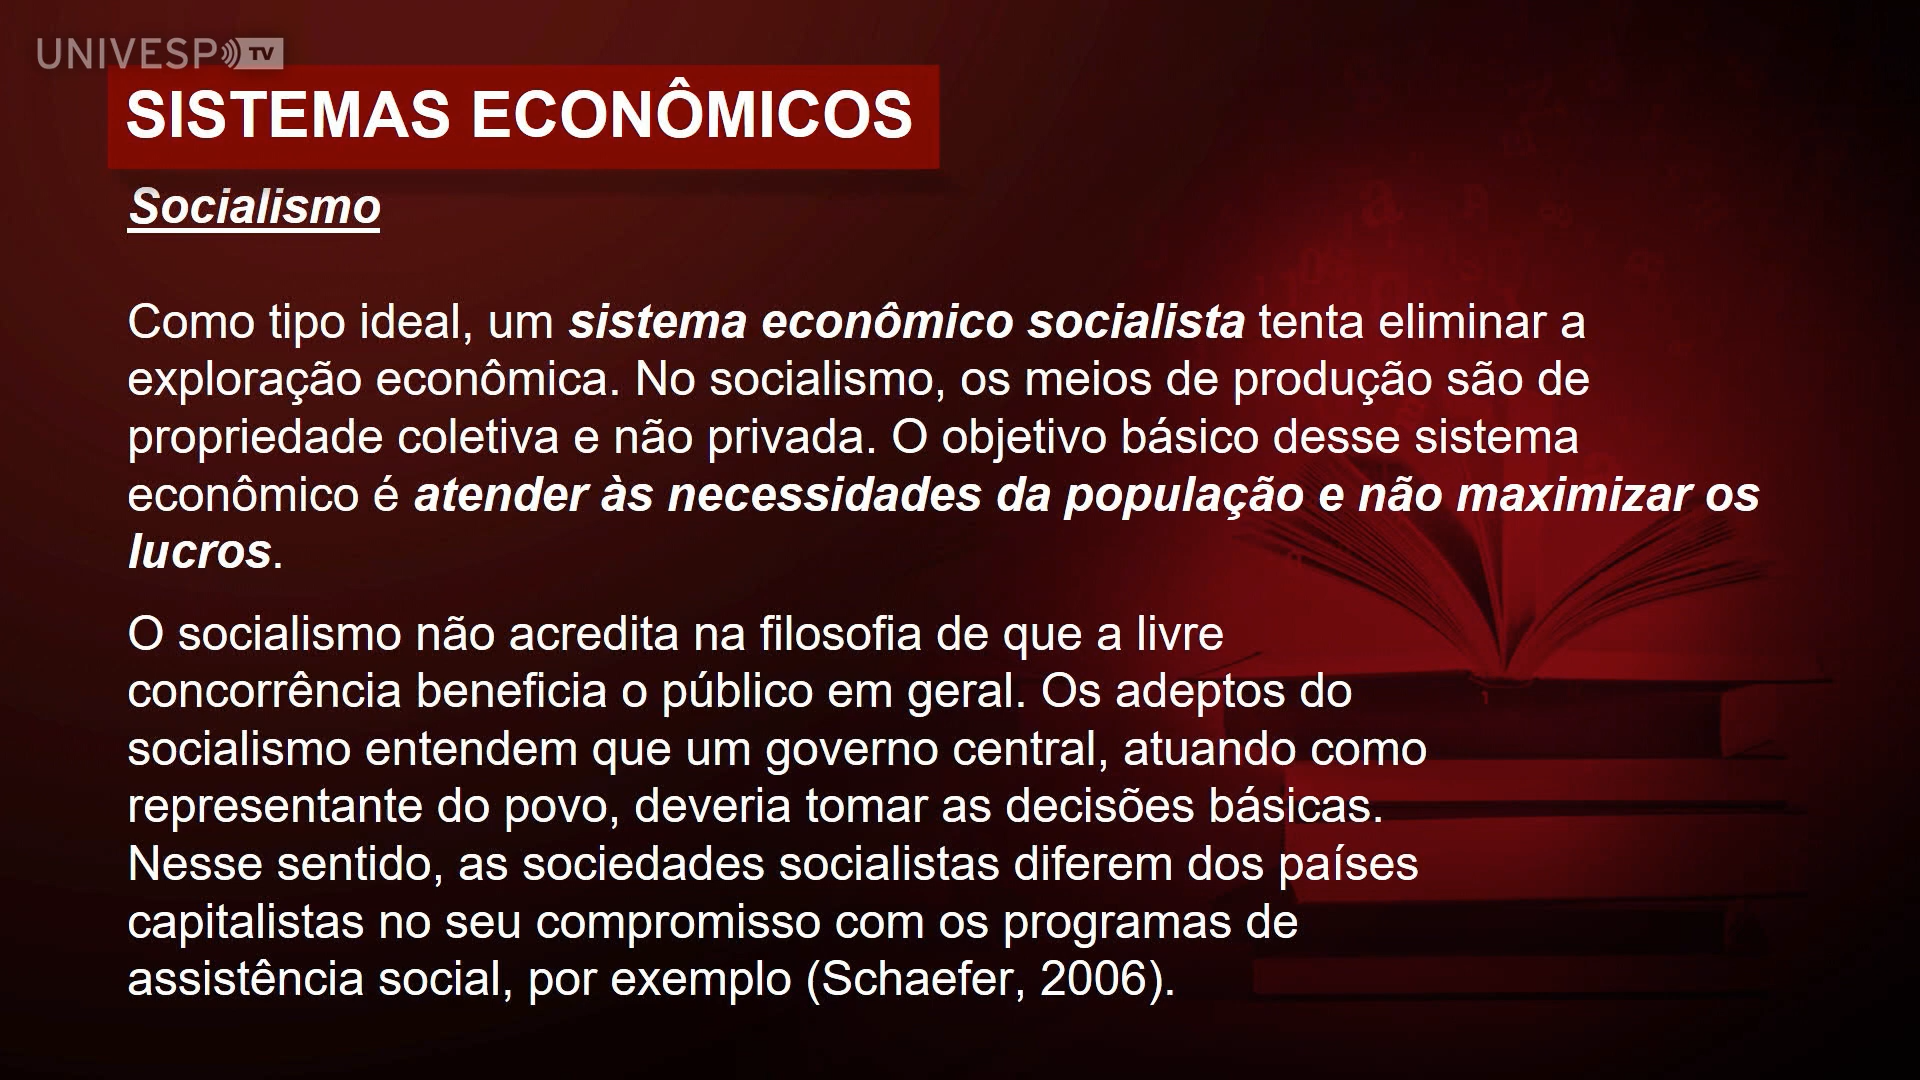 UNIVESP TV
SISTEMAS ECONÔMICOS
Socialismo
Como tipo ideal, um sistema econômico socialista tenta eliminar a
exploração econômica. No socialismo, os meios de produção são de
propriedade coletiva e não privada. O objetivo básico desse sistema
econômico é atender às necessidades da população e não maximizar os
lucros.
O socialismo não acredita na filosofia de que a livre
concorrência beneficia o público em geral. Os adeptos do
socialismo entendem que um governo central, atuando como
representante do povo, deveria tomar as decisões básicas.
Nesse sentido, as sociedades socialistas diferem dos países
capitalistas no seu compromisso com os programas de
assistência social, por exemplo (Schaefer, 2006).